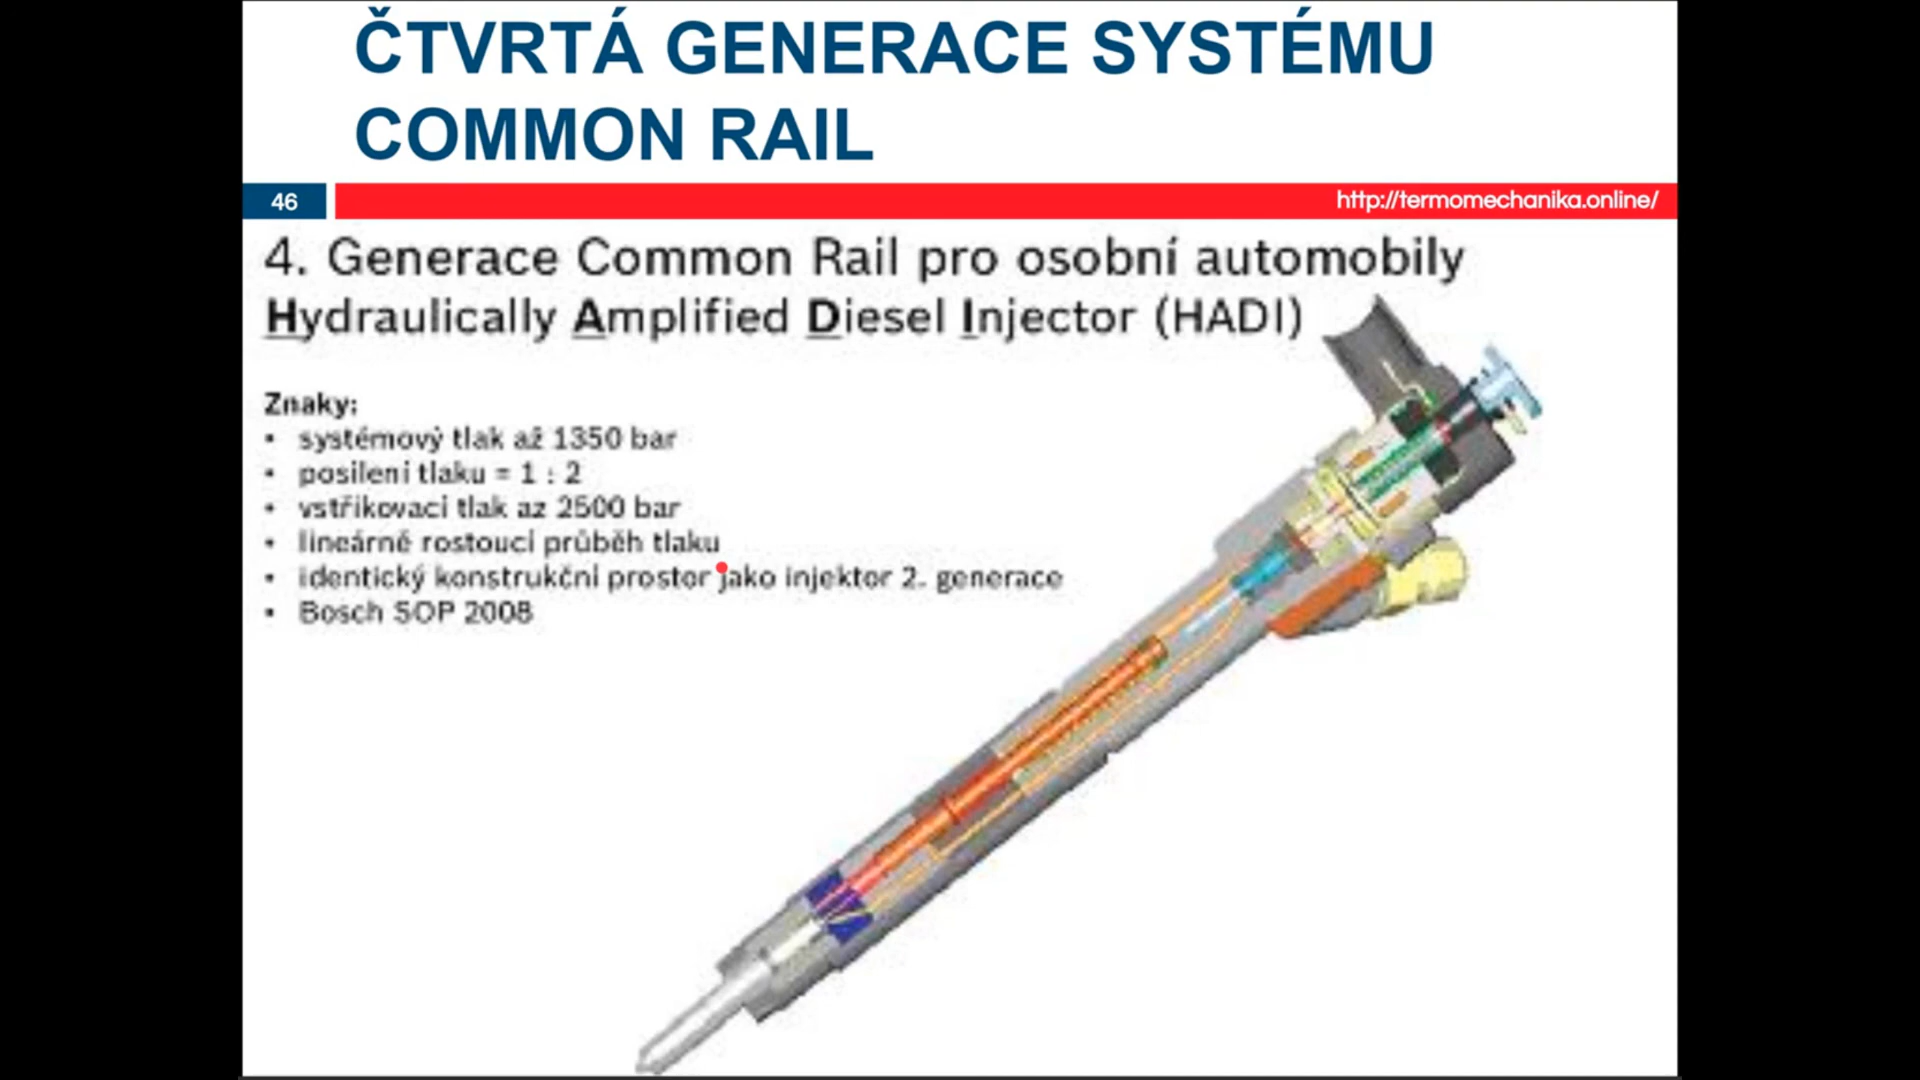 ČTVRTÁ GENERACE SYSTÉMU
COMMON RAIL
46
http://termomechanika.online/
4. Generace Common Rail pro osobní automobily
Hydraulically Amplified Diesel Injector (HADI)
Znaky:
• systémový tlak až 1350 bar
• posílení tlaku = 1 : 2
• vstřikovací tlak az 2500 bar
• lineárně rostoucí průběh tlaku
• identický konstrukční prostor jako injektor 2. generace
• Bosch SOP 2008